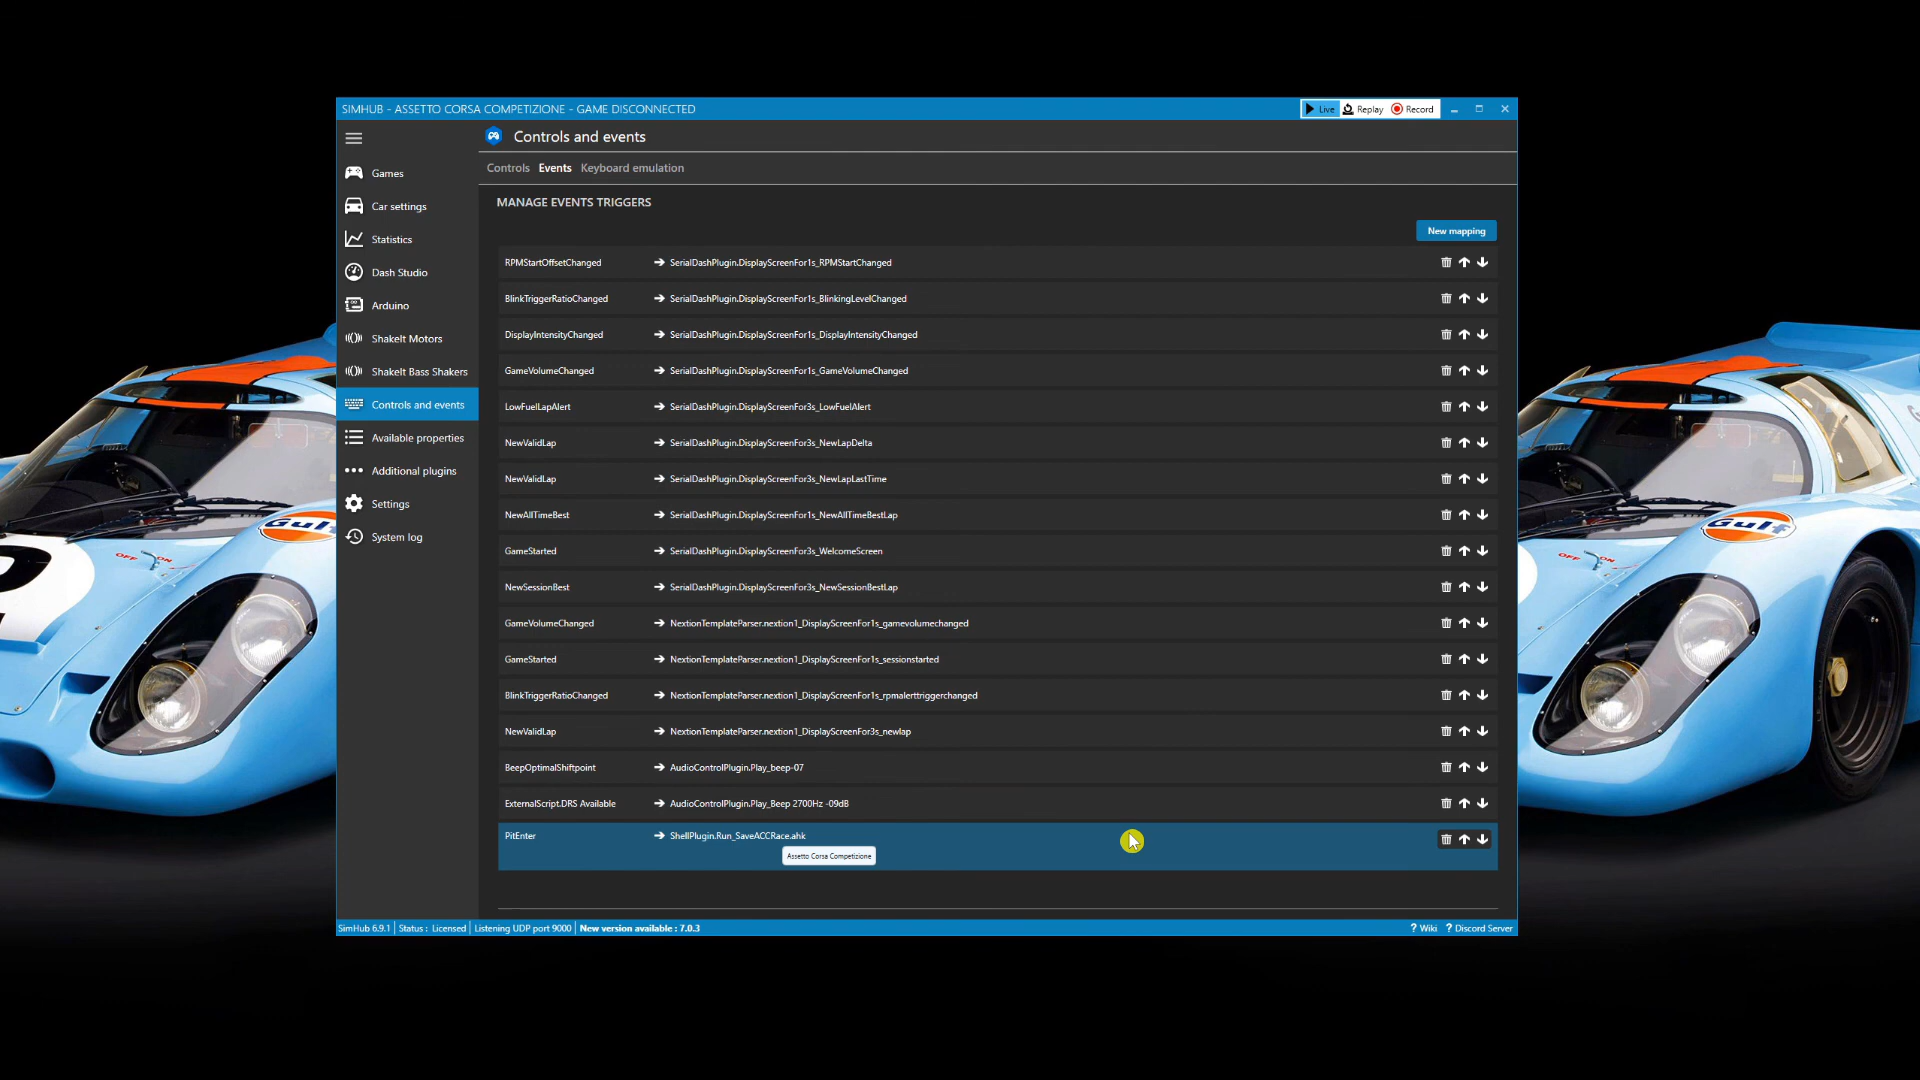 SIMHUB - ASSETTO CORSA COMPETIZIONE - GAME DISCONNECTED
Live Replay Record
Controls and events
Controls Events Keyboard emulation
MANAGE EVENTS TRIGGERS
New mapping
Games
Car settings
Statistics
Dash Studio
Arduino
ShakeIt Motors
ShakeIt Bass Shakers
Controls and events
Available properties
Additional plugins
Settings
System log
RPMStartOffsetChanged → SerialDashPlugin.DisplayScreenFor1s_RPMStartChanged
BlinkTriggerRatioChanged → SerialDashPlugin.DisplayScreenFor1s_BlinkingLevelChanged
DisplayIntensityChanged → SerialDashPlugin.DisplayScreenFor1s_DisplayIntensityChanged
GameVolumeChanged → SerialDashPlugin.DisplayScreenFor1s_GameVolumeChanged
LowFuelLapAlert → SerialDashPlugin.DisplayScreenFor3s_LowFuelAlert
NewValidLap → SerialDashPlugin.DisplayScreenFor3s_NewLapDelta
NewValidLap → SerialDashPlugin.DisplayScreenFor3s_NewLapLastTime
NewAllTimeBest → SerialDashPlugin.DisplayScreenFor1s_NewAllTimeBestLap
GameStarted → SerialDashPlugin.DisplayScreenFor3s_WelcomeScreen
NewSessionBest → SerialDashPlugin.DisplayScreenFor3s_NewSessionBestLap
GameVolumeChanged → NextionTemplateParser.nextion1_DisplayScreenFor1s_gamevolumechanged
GameStarted → NextionTemplateParser.nextion1_DisplayScreenFor1s_sessionstarted
BlinkTriggerRatioChanged → NextionTemplateParser.nextion1_DisplayScreenFor1s_rpmalerttriggerchanged
NewValidLap → NextionTemplateParser.nextion1_DisplayScreenFor3s_newlap
BeepOptimalShiftpoint → AudioControlPlugin.Play_beep-07
ExternalScript.DRS Available → AudioControlPlugin.Play_Beep 2700Hz -09dB
PitEnter → ShellPlugin.Run_SaveACCRace.ahk
Assetto Corsa Competizione
SimHub 6.9.1 | Status : Licensed | Listening UDP port 9000 | New version available : 7.0.3
? Wiki ? Discord Server
Gulf
OFF ON
Gulf
OFF ON